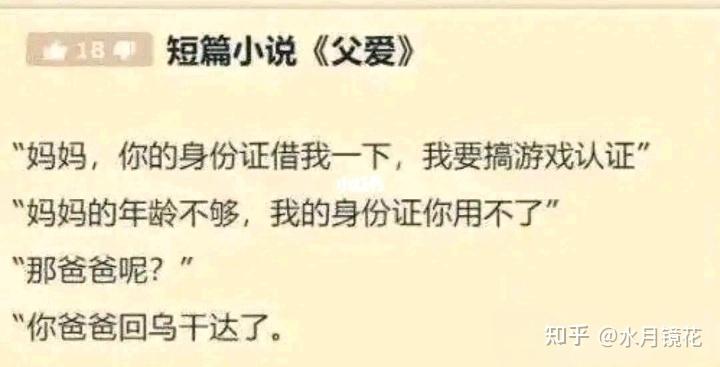 18 短篇小说《父爱》
“妈妈，你的身份证借我一下，我要搞游戏认证”
“妈妈的年龄不够，我的身份证你用不了”
“那爸爸呢？”
“你爸爸回乌干达了。
知乎 @水月镜花